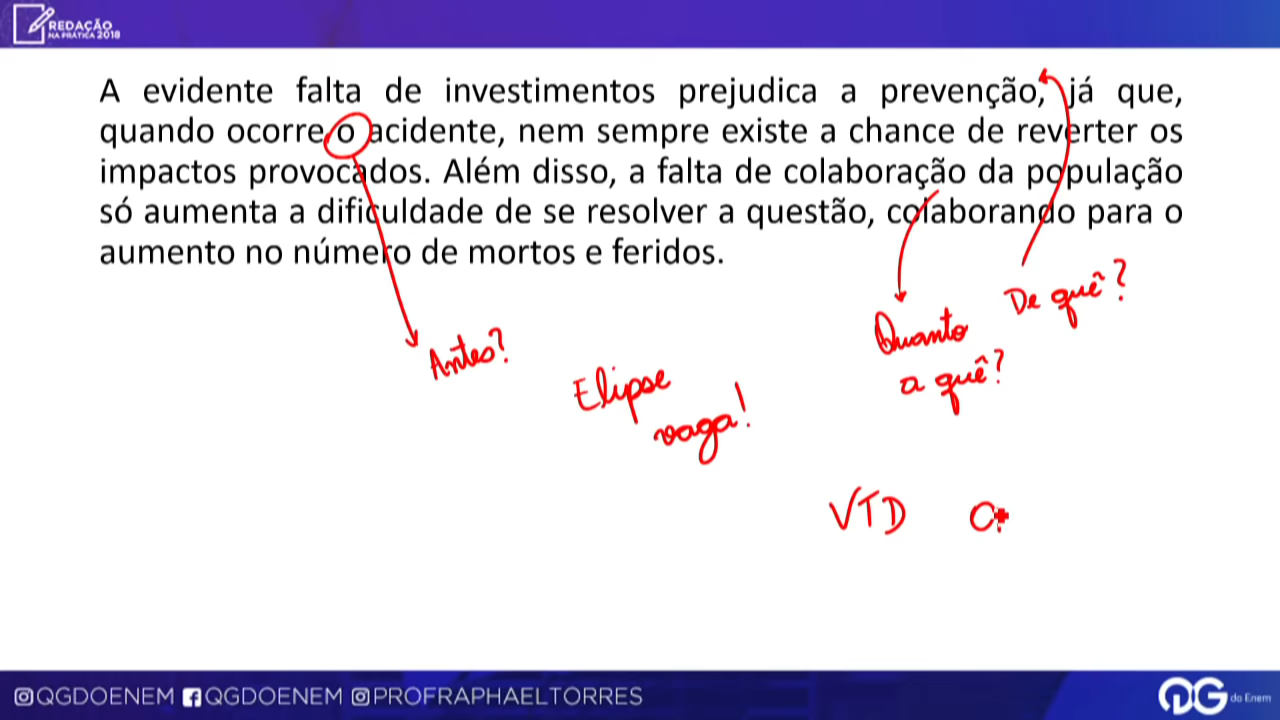 REDAÇÃO
NA PRÁTICA 2018
A evidente falta de investimentos prejudica a prevenção, já que,
quando ocorre o acidente, nem sempre existe a chance de reverter os
impactos provocados. Além disso, a falta de colaboração da população
só aumenta a dificuldade de se resolver a questão, colaborando para o
aumento no número de mortos e feridos.
De quê?
Quanto
a quê?
Antes?
Elipse
vaga!
VTD
QGDOENEM QGDOENEM PROFRAPHAELTORRES
QG do Enem